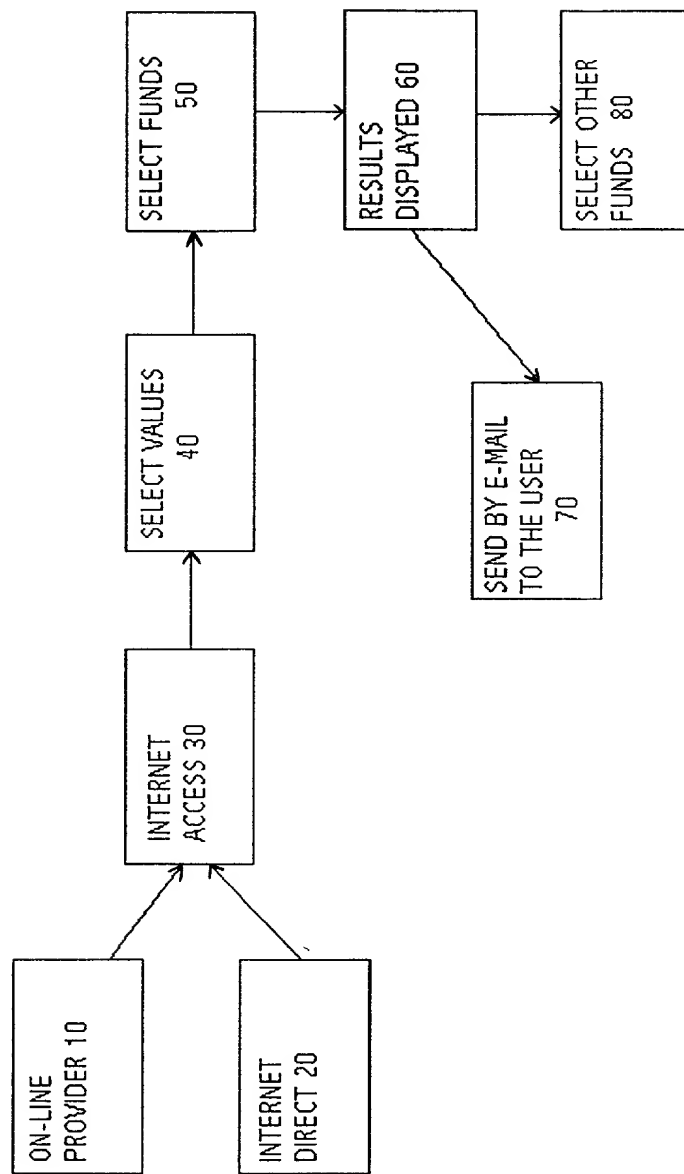 ON-LINE
PROVIDER 10
INTERNET
DIRECT 20
INTERNET
ACCESS 30
SELECT VALUES
40
SELECT FUNDS
50
RESULTS
DISPLAYED 60
SEND BY E-MAIL
TO THE USER
70
SELECT OTHER
FUNDS 80